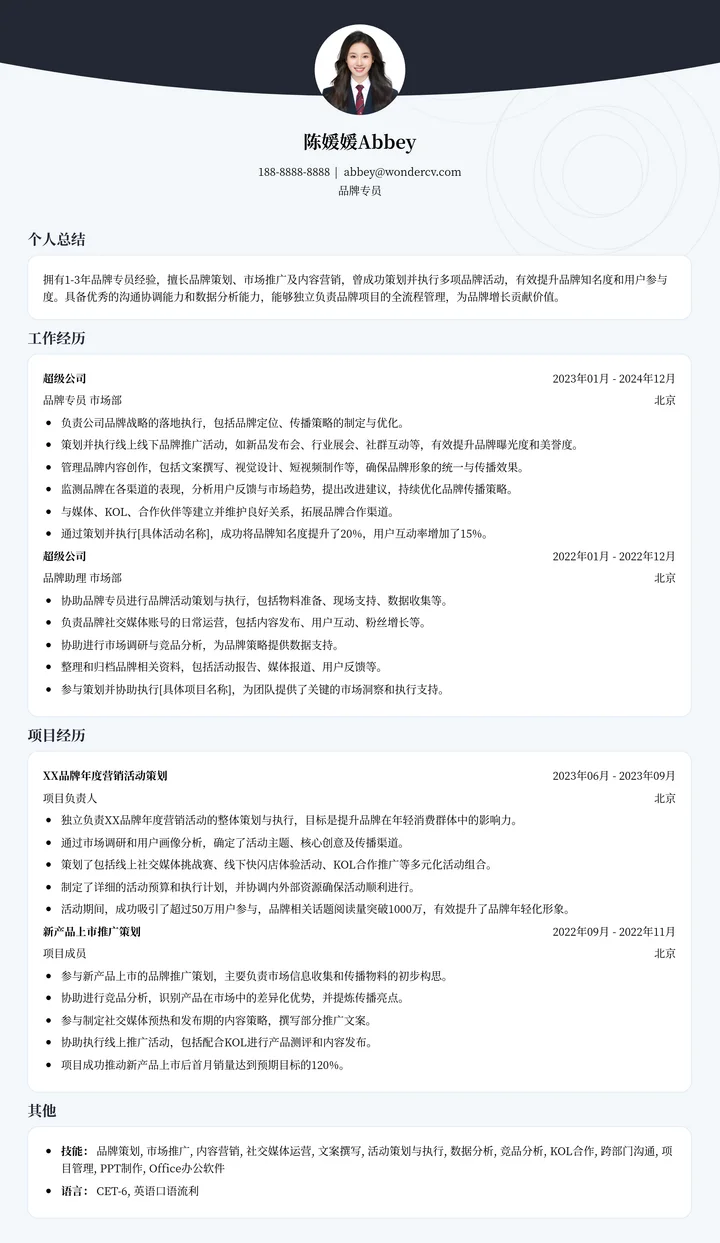 陈媛媛Abbey
188-8888-8888 | abbey@wondercv.com
品牌专员
个人总结
拥有1-3年品牌专员经验，擅长品牌策划、市场推广及内容营销，曾成功策划并执行多项品牌活动，有效提升品牌知名度和用户参与
度。具备优秀的沟通协调能力和数据分析能力，能够独立负责品牌项目的全流程管理，为品牌增长贡献价值。
工作经历
超级公司 2023年01月 - 2024年12月
品牌专员 市场部 北京
• 负责公司品牌战略的落地执行，包括品牌定位、传播策略的制定与优化。
• 策划并执行线上线下品牌推广活动，如新品发布会、行业展会、社群互动等，有效提升品牌曝光度和美誉度。
• 管理品牌内容创作，包括文案撰写、视觉设计、短视频制作等，确保品牌形象的统一与传播效果。
• 监测品牌在各渠道的表现，分析用户反馈与市场趋势，提出改进建议，持续优化品牌传播策略。
• 与媒体、KOL、合作伙伴等建立并维护良好关系，拓展品牌合作渠道。
• 通过策划并执行[具体活动名称]，成功将品牌知名度提升了20%，用户互动率增加了15%。
超级公司 2022年01月 - 2022年12月
品牌助理 市场部 北京
• 协助品牌专员进行品牌活动策划与执行，包括物料准备、现场支持、数据收集等。
• 负责品牌社交媒体账号的日常运营，包括内容发布、用户互动、粉丝增长等。
• 协助进行市场调研与竞品分析，为品牌策略提供数据支持。
• 整理和归档品牌相关资料，包括活动报告、媒体报道、用户反馈等。
• 参与策划并协助执行[具体项目名称]，为团队提供了关键的市场洞察和执行支持。
项目经历
XX品牌年度营销活动策划 2023年06月 - 2023年09月
项目负责人 北京
• 独立负责XX品牌年度营销活动的整体策划与执行，目标是提升品牌在年轻消费群体中的影响力。
• 通过市场调研和用户画像分析，确定了活动主题、核心创意及传播渠道。
• 策划了包括线上社交媒体挑战赛、线下快闪店体验活动、KOL合作推广等多元化活动组合。
• 制定了详细的活动预算和执行计划，并协调内外部资源确保活动顺利进行。
• 活动期间，成功吸引了超过50万用户参与，品牌相关话题阅读量突破1000万，有效提升了品牌年轻化形象。
新产品上市推广策划 2022年09月 - 2022年11月
项目成员 北京
• 参与新产品上市的品牌推广策划，主要负责市场信息收集和传播物料的初步构思。
• 协助进行竞品分析，识别产品在市场中的差异化优势，并提炼传播亮点。
• 参与制定社交媒体预热和发布期的内容策略，撰写部分推广文案。
• 协助执行线上推广活动，包括配合KOL进行产品测评和内容发布。
• 项目成功推动新产品上市后首月销量达到预期目标的120%。
其他
• 技能： 品牌策划, 市场推广, 内容营销, 社交媒体运营, 文案撰写, 活动策划与执行, 数据分析, 竞品分析, KOL合作, 跨部门沟通, 项
目管理, PPT制作, Office办公软件
• 语言： CET-6, 英语口语流利